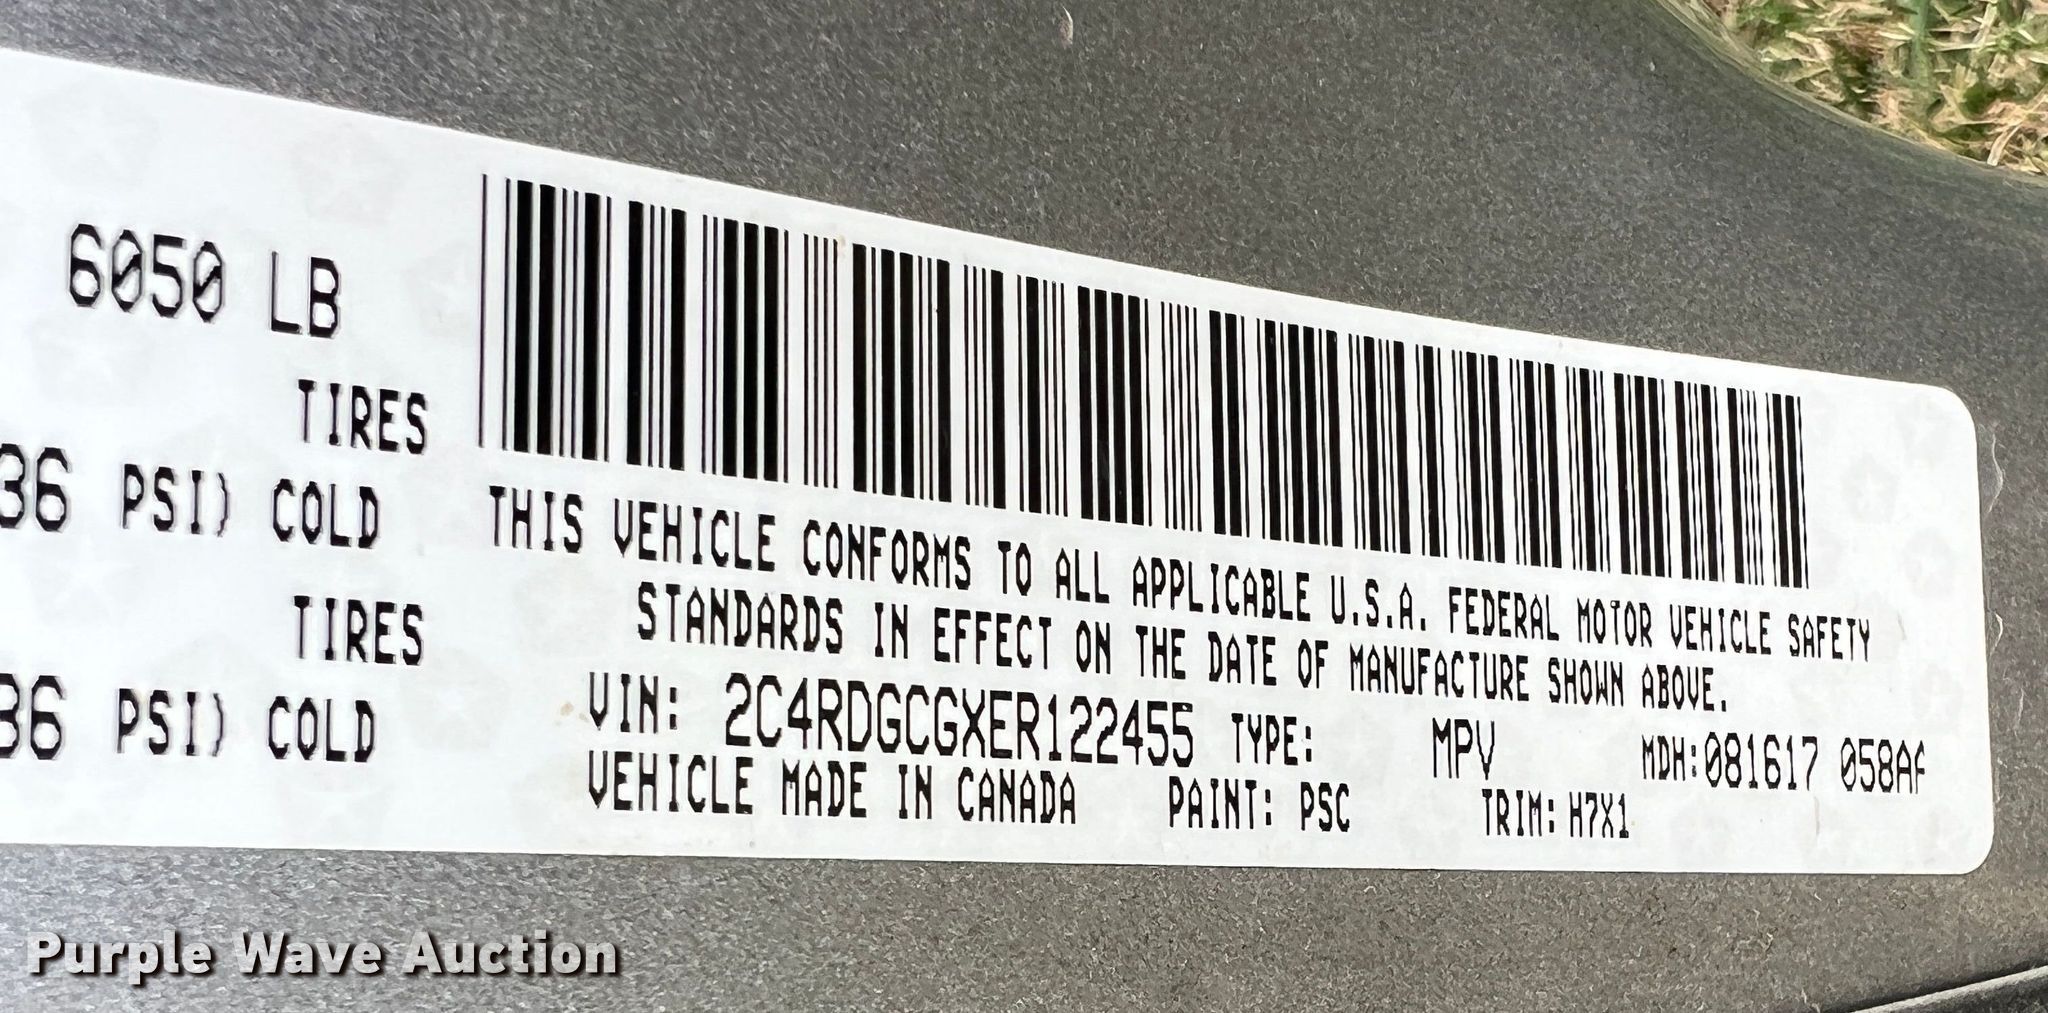 6050 LB
TIRES
36 PSI) COLD
TIRES
36 PSI) COLD
THIS VEHICLE CONFORMS TO ALL APPLICABLE U.S.A. FEDERAL MOTOR VEHICLE SAFETY
STANDARDS IN EFFECT ON THE DATE OF MANUFACTURE SHOWN ABOVE.
VIN: 2C4RDGCGXER122455 TYPE: MPV MDH:081617 058AF
VEHICLE MADE IN CANADA PAINT: PSC TRIM: H7X1
Purple Wave Auction